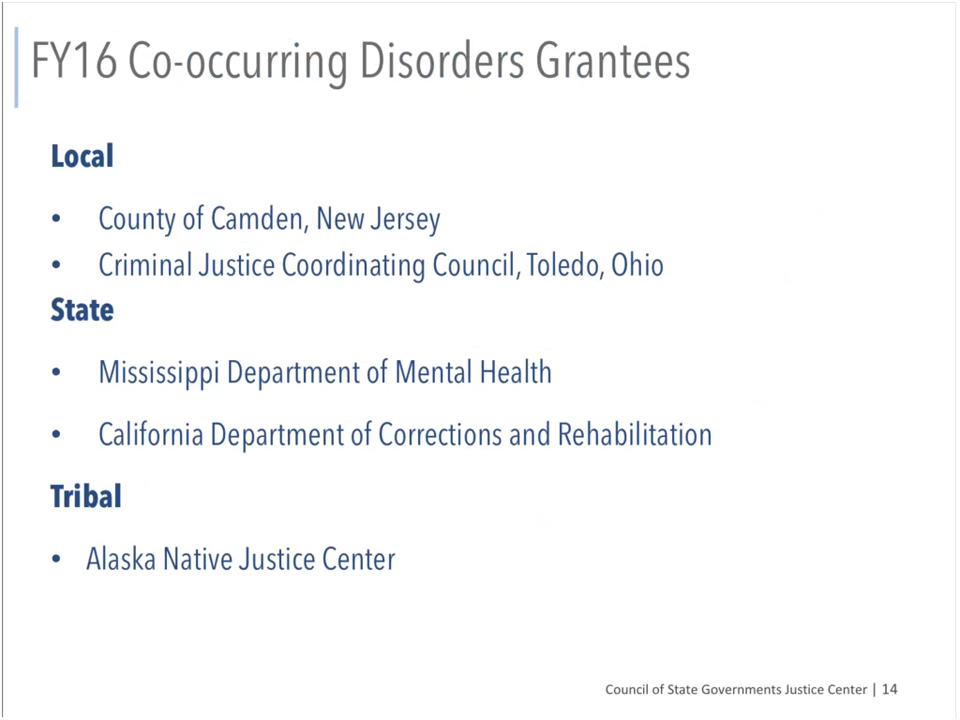 FY16 Co-occurring Disorders Grantees
Local
• County of Camden, New Jersey
• Criminal Justice Coordinating Council, Toledo, Ohio
State
• Mississippi Department of Mental Health
• California Department of Corrections and Rehabilitation
Tribal
• Alaska Native Justice Center
Council of State Governments Justice Center | 14